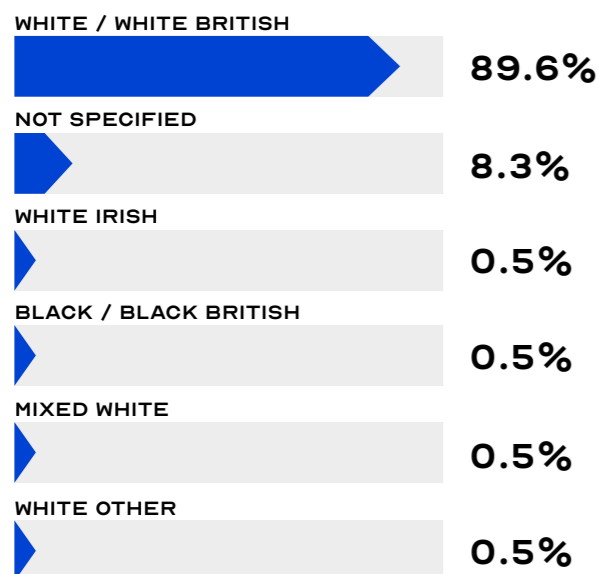 WHITE / WHITE BRITISH
89.6%
NOT SPECIFIED
8.3%
WHITE IRISH
0.5%
BLACK / BLACK BRITISH
0.5%
MIXED WHITE
0.5%
WHITE OTHER
0.5%